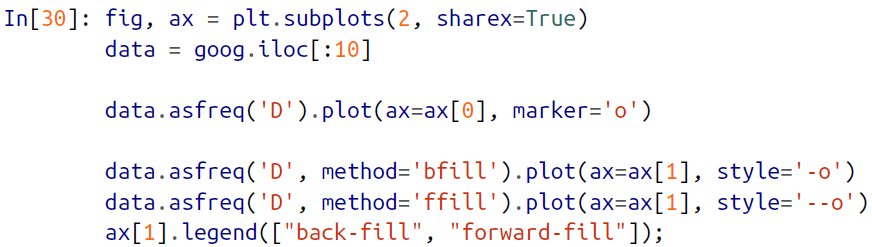 In[30]: fig, ax = plt.subplots(2, sharex=True)
data = goog.iloc[:10]
data.asfreq('D').plot(ax=ax[0], marker='o')
data.asfreq('D', method='bfill').plot(ax=ax[1], style='-o')
data.asfreq('D', method='ffill').plot(ax=ax[1], style='--o')
ax[1].legend(["back-fill", "forward-fill"]);